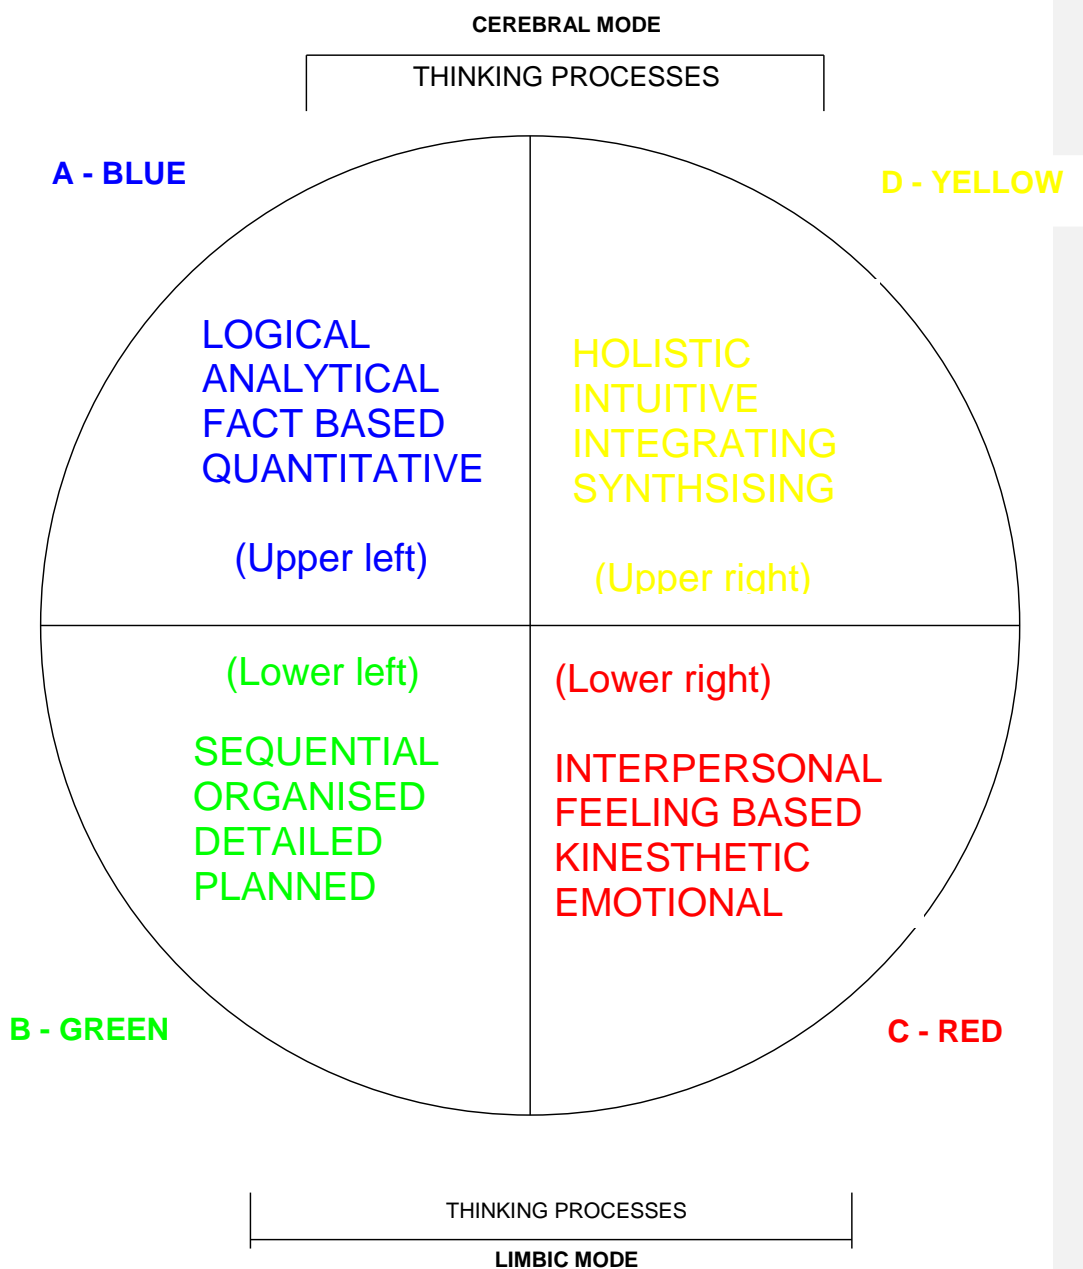 CEREBRAL MODE
THINKING PROCESSES
A - BLUE
D - YELLOW
LOGICAL
ANALYTICAL
FACT BASED
QUANTITATIVE
(Upper left)
HOLISTIC
INTUITIVE
INTEGRATING
SYNTHSISING
(Upper right)
(Lower left)
SEQUENTIAL
ORGANISED
DETAILED
PLANNED
(Lower right)
INTERPERSONAL
FEELING BASED
KINESTHETIC
EMOTIONAL
B - GREEN
C - RED
THINKING PROCESSES
LIMBIC MODE